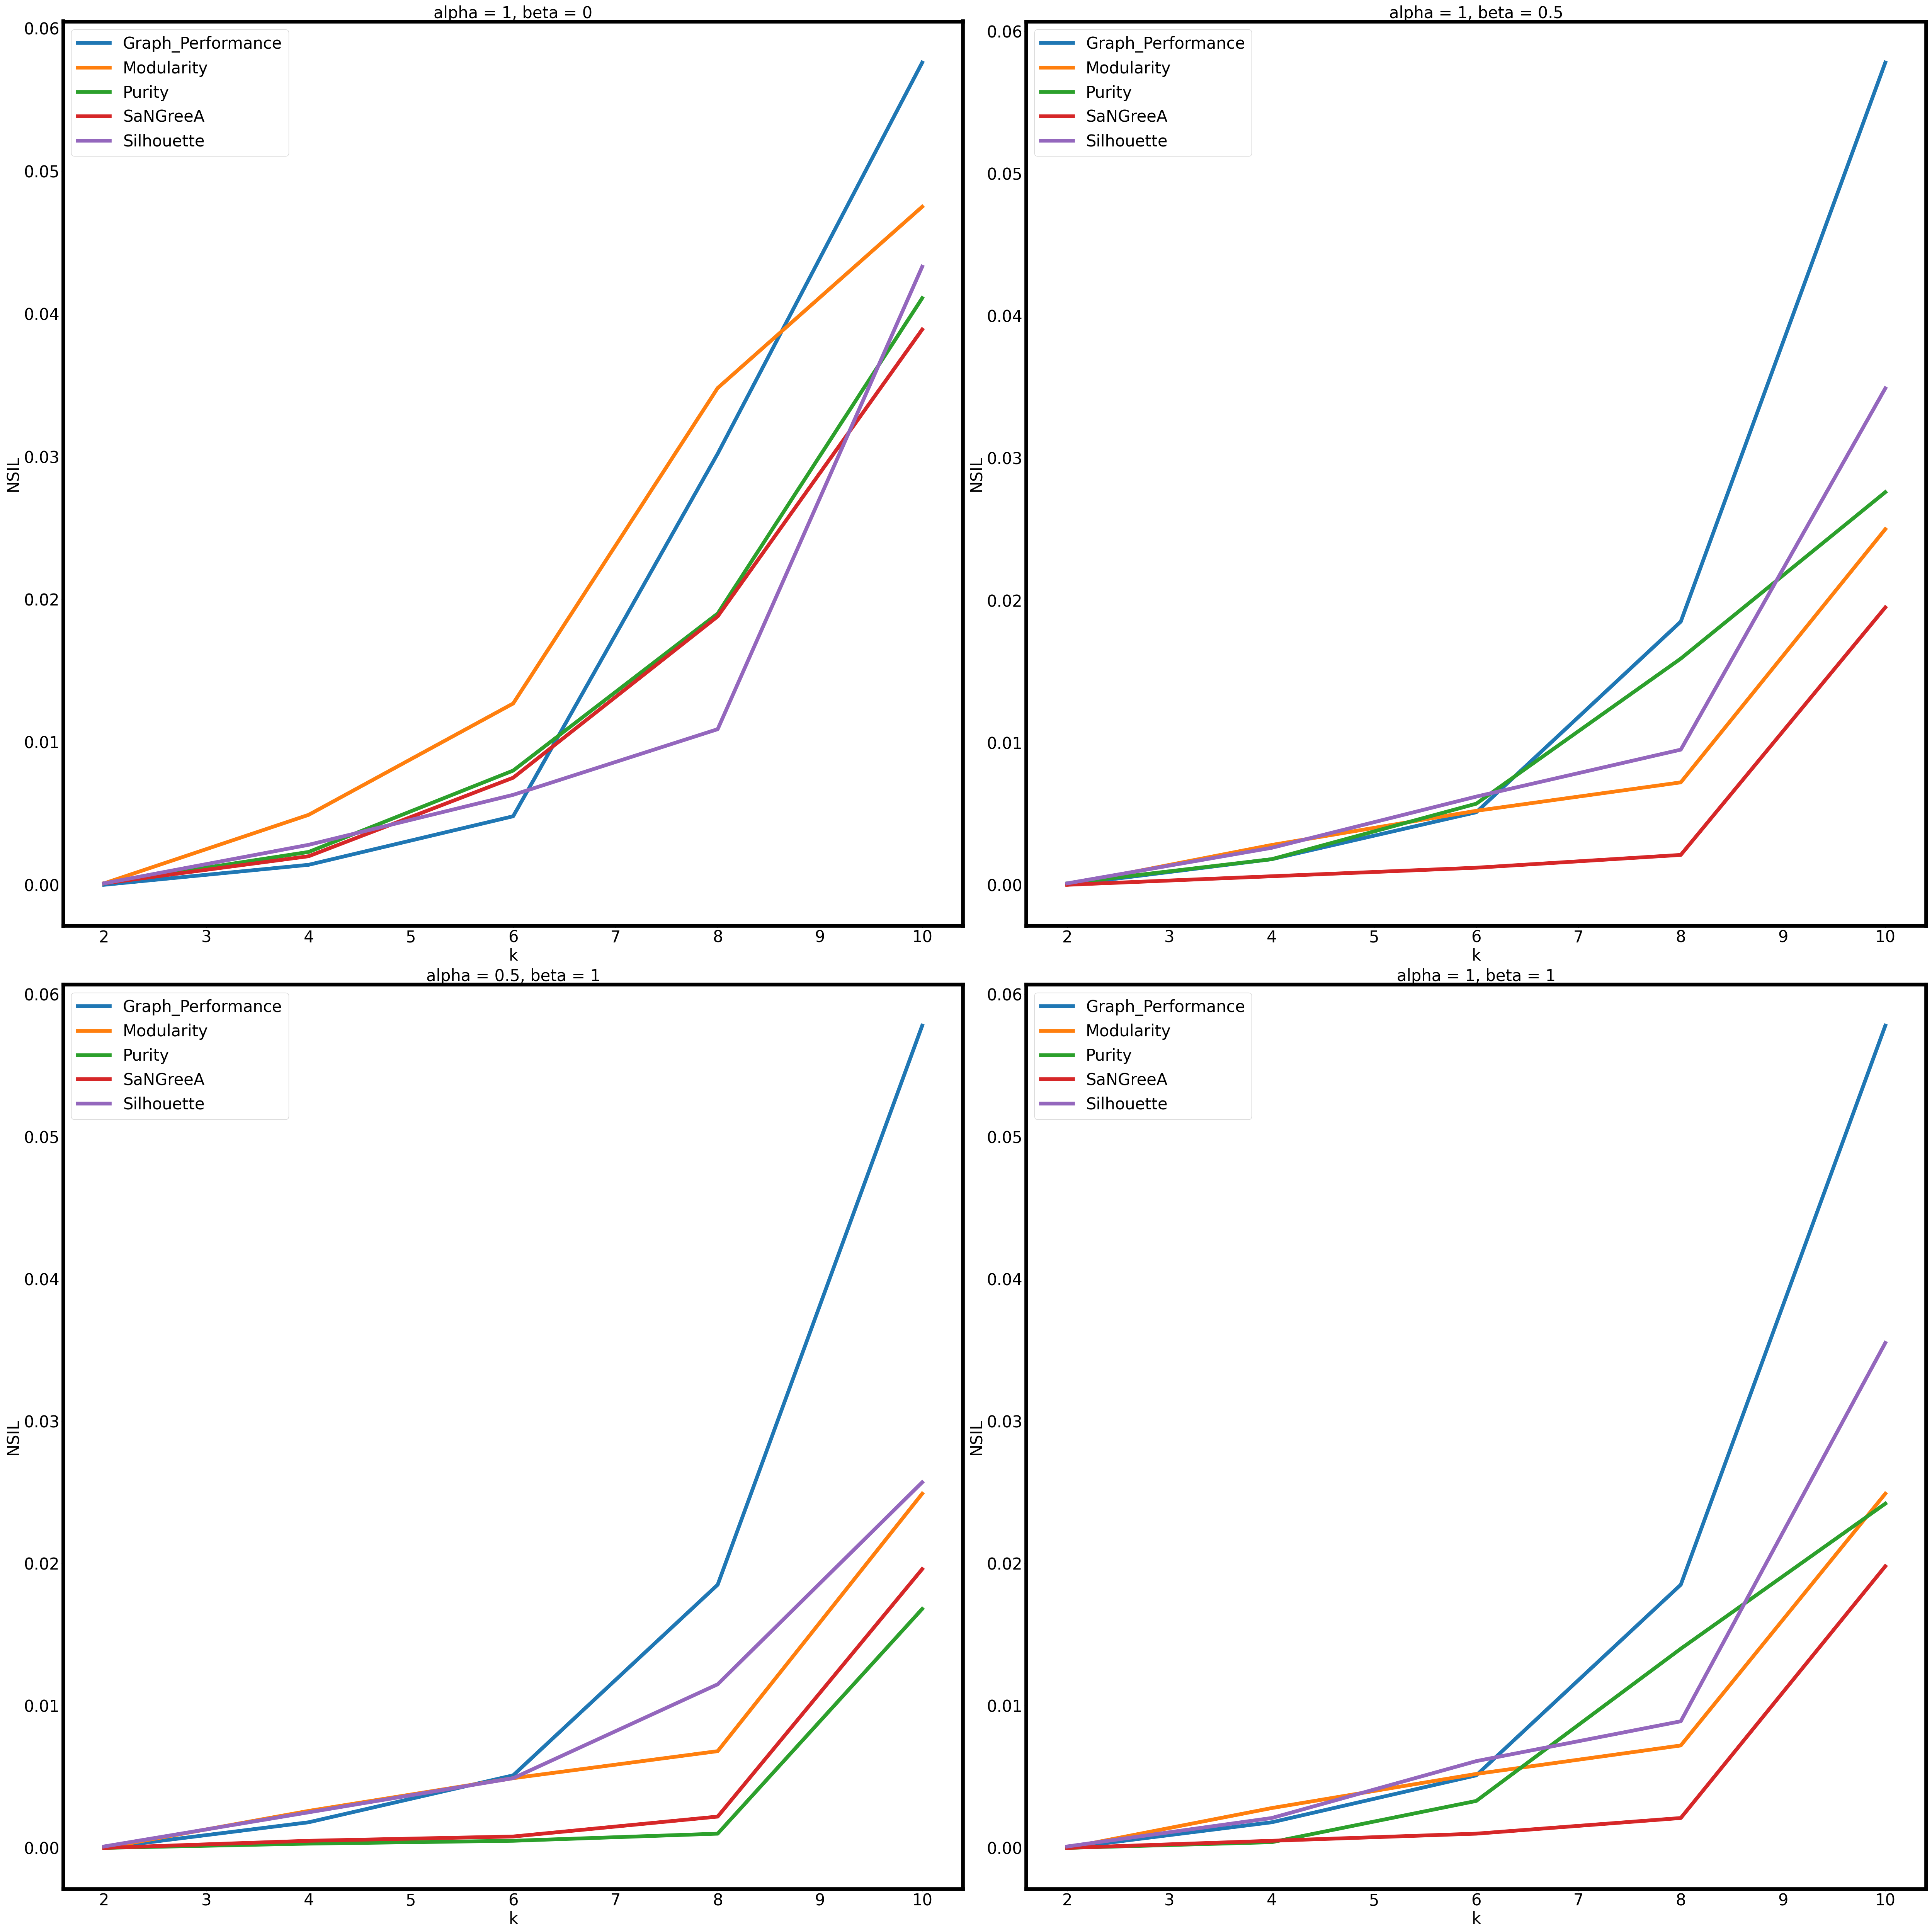 alpha = 1, beta = 0
0.06
0.05
0.04
0.03
0.02
0.01
0.00
NSIL
Graph_Performance
Modularity
Purity
SaNGreeA
Silhouette
2 3 4 5 6 7 8 9 10
k
alpha = 1, beta = 0.5
0.06
0.05
0.04
0.03
0.02
0.01
0.00
NSIL
Graph_Performance
Modularity
Purity
SaNGreeA
Silhouette
2 3 4 5 6 7 8 9 10
k
alpha = 0.5, beta = 1
0.06
0.05
0.04
0.03
0.02
0.01
0.00
NSIL
Graph_Performance
Modularity
Purity
SaNGreeA
Silhouette
2 3 4 5 6 7 8 9 10
k
alpha = 1, beta = 1
0.06
0.05
0.04
0.03
0.02
0.01
0.00
NSIL
Graph_Performance
Modularity
Purity
SaNGreeA
Silhouette
2 3 4 5 6 7 8 9 10
k